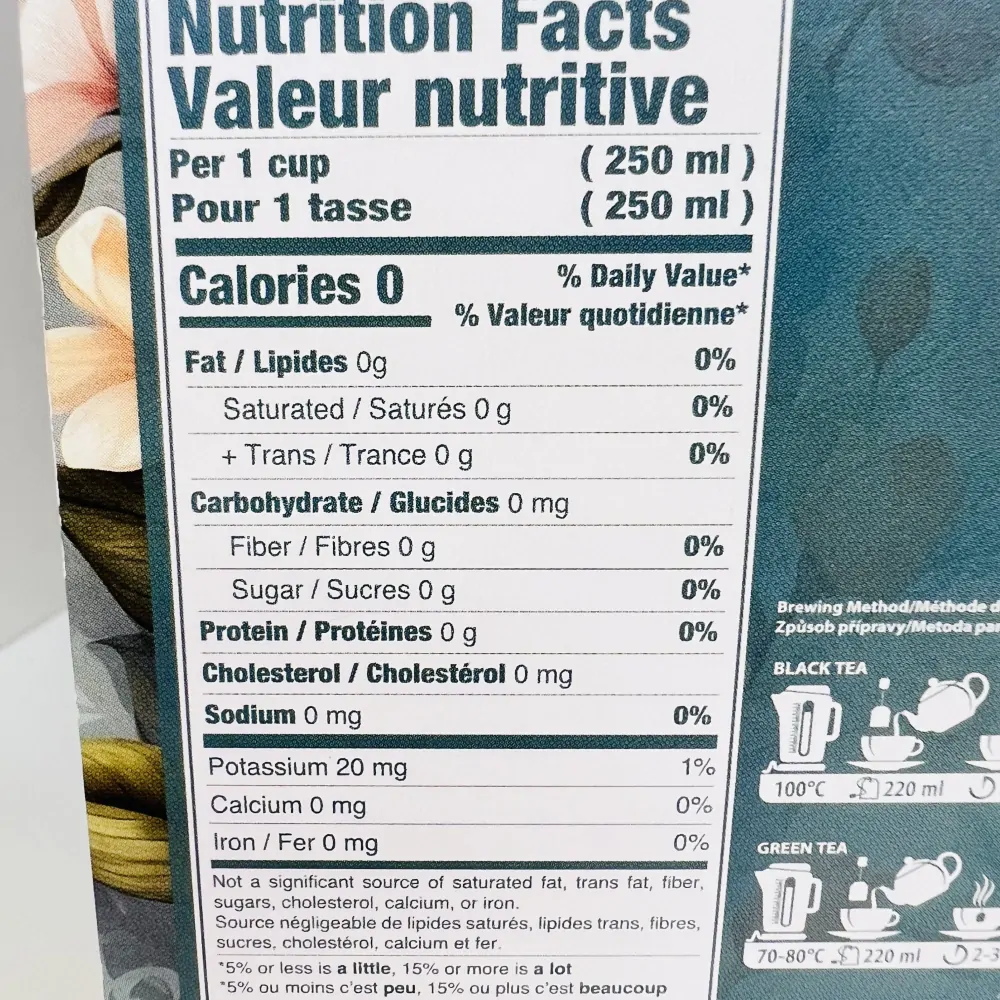 Nutrition Facts
Valeur nutritive
Per 1 cup ( 250 ml )
Pour 1 tasse ( 250 ml )
Calories 0
% Daily Value*
% Valeur quotidienne*
Fat / Lipides 0g 0%
Saturated / Saturés 0 g 0%
+ Trans / Trance 0 g 0%
Carbohydrate / Glucides 0 mg
Fiber / Fibres 0 g 0%
Sugar / Sucres 0 g 0%
Protein / Protéines 0 g 0%
Cholesterol / Cholestérol 0 mg
Sodium 0 mg 0%
Potassium 20 mg 1%
Calcium 0 mg 0%
Iron / Fer 0 mg 0%
Not a significant source of saturated fat, trans fat, fiber,
sugars, cholesterol, calcium, or iron.
Source négligeable de lipides saturés, lipides trans, fibres,
sucres, cholestérol, calcium et fer.
*5% or less is a little, 15% or more is a lot
*5% ou moins c'est peu, 15% ou plus c'est beaucoup
Brewing Method/Méthode
Způsob přípravy/Metoda
BLACK TEA
100°C 220 ml
GREEN TEA
70-80°C 220 ml